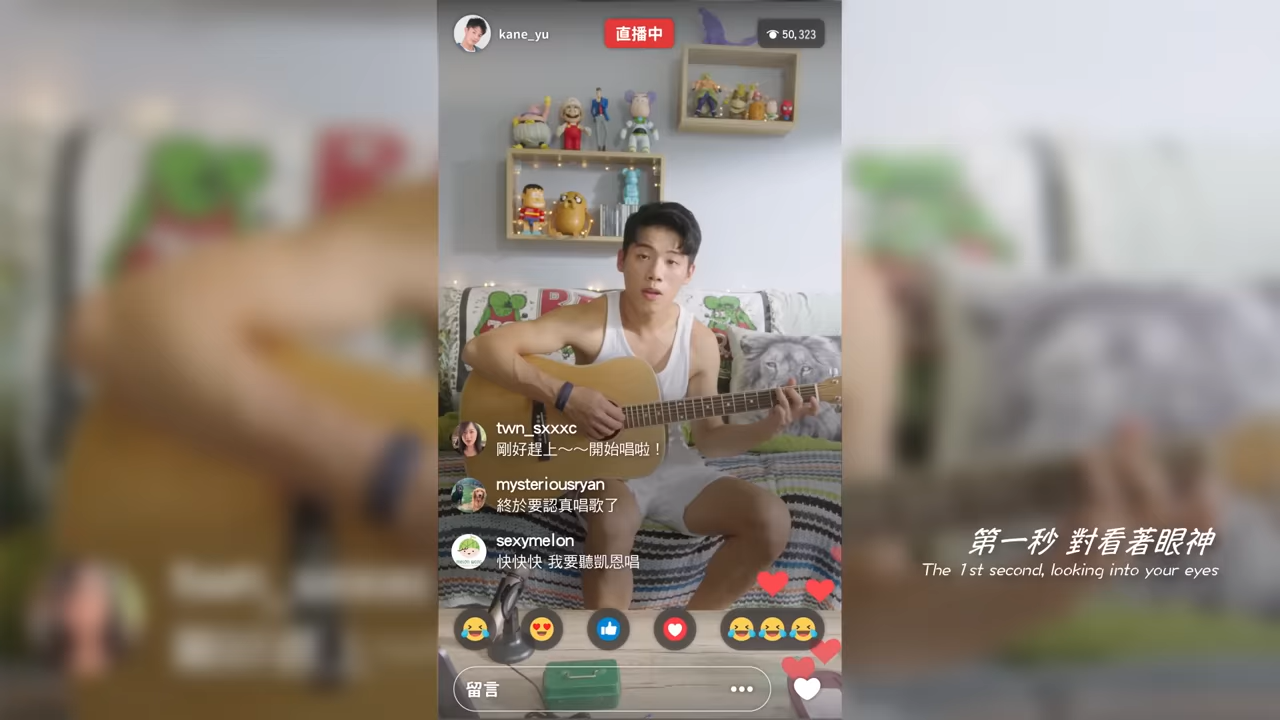 kane_yu
直播中
50,323
twn_sxxxc
剛好趕上～～開始唱啦！
mysteriousryan
終於要認真唱歌了
sexymelon
快快快 我要聽凱恩唱
第一秒 對看著眼神
The 1st second, looking into your eyes
留言